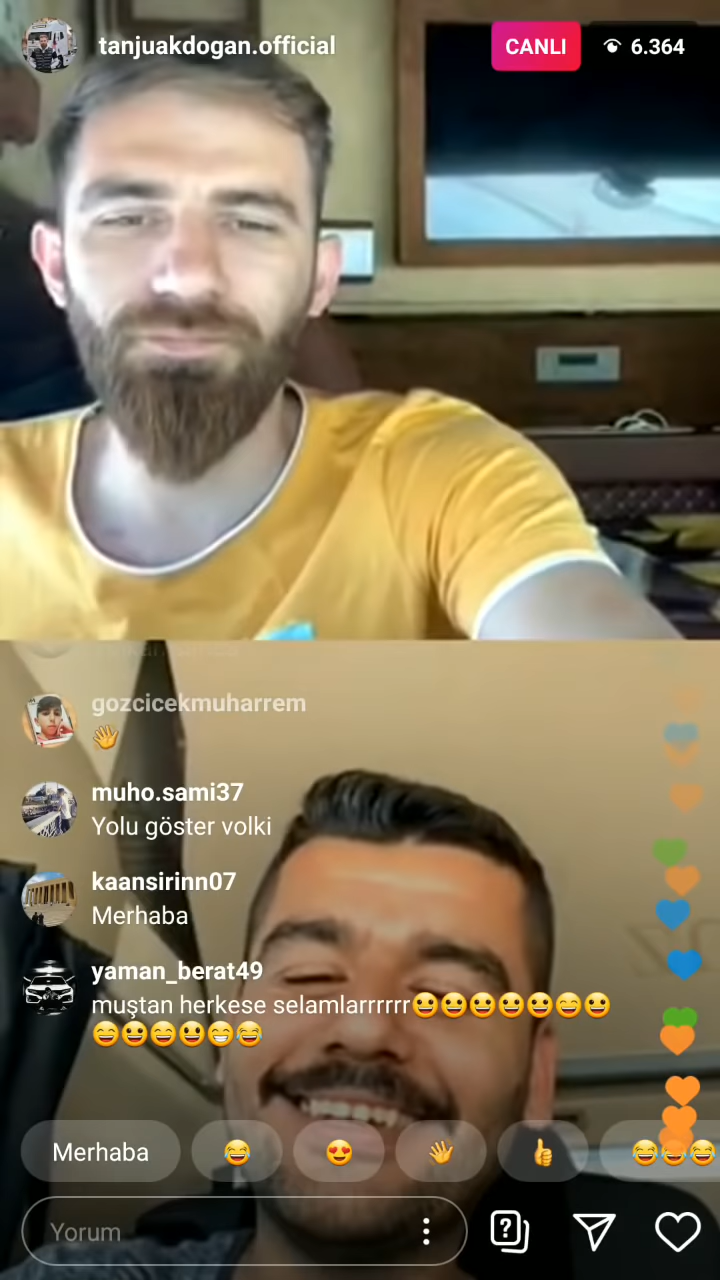 tanjuakdogan.official
CANLI
6.364
gozcicekmuharrem
👋
muho.sami37
Yolu göster volki
kaansirinn07
Merhaba
yaman_berat49
muştan herkese selamlarrrrrr😀😀😀😀😀😄😃
😄😀😄😃😁😂
Merhaba
😂
😍
👋
👍
😂😂😂
Yorum